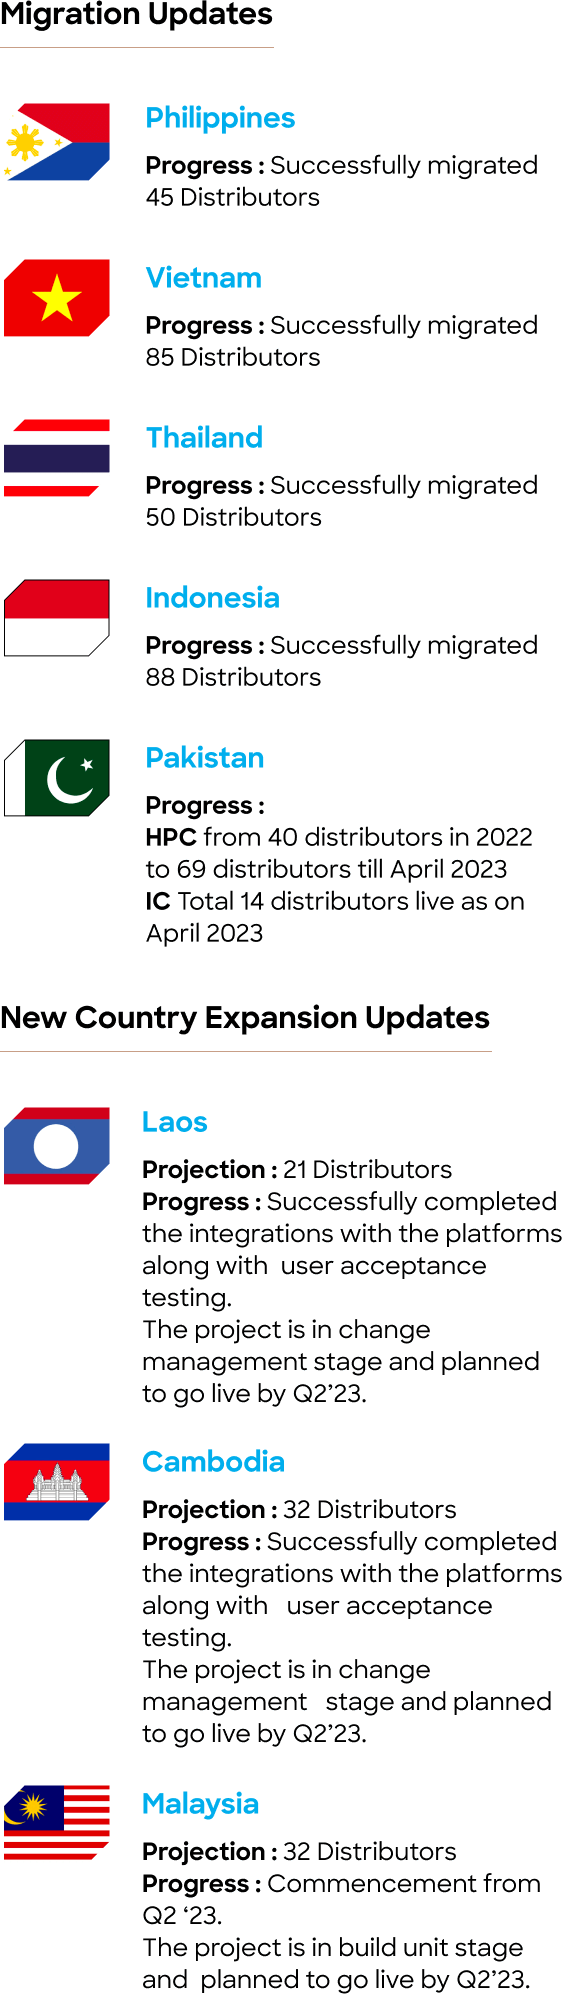 Migration Updates
Philippines
Progress : Successfully migrated
45 Distributors
Vietnam
Progress : Successfully migrated
85 Distributors
Thailand
Progress : Successfully migrated
50 Distributors
Indonesia
Progress : Successfully migrated
88 Distributors
Pakistan
Progress :
HPC from 40 distributors in 2022
to 69 distributors till April 2023
IC Total 14 distributors live as on
April 2023
New Country Expansion Updates
Laos
Projection : 21 Distributors
Progress : Successfully completed
the integrations with the platforms
along with  user acceptance
testing.
The project is in change
management stage and planned
to go live by Q2’23.
Cambodia
Projection : 32 Distributors
Progress : Successfully completed
the integrations with the platforms
along with   user acceptance
testing.
The project is in change
management   stage and planned
to go live by Q2’23.
Malaysia
Projection : 32 Distributors
Progress : Commencement from
Q2 ‘23.
The project is in build unit stage
and  planned to go live by Q2’23.